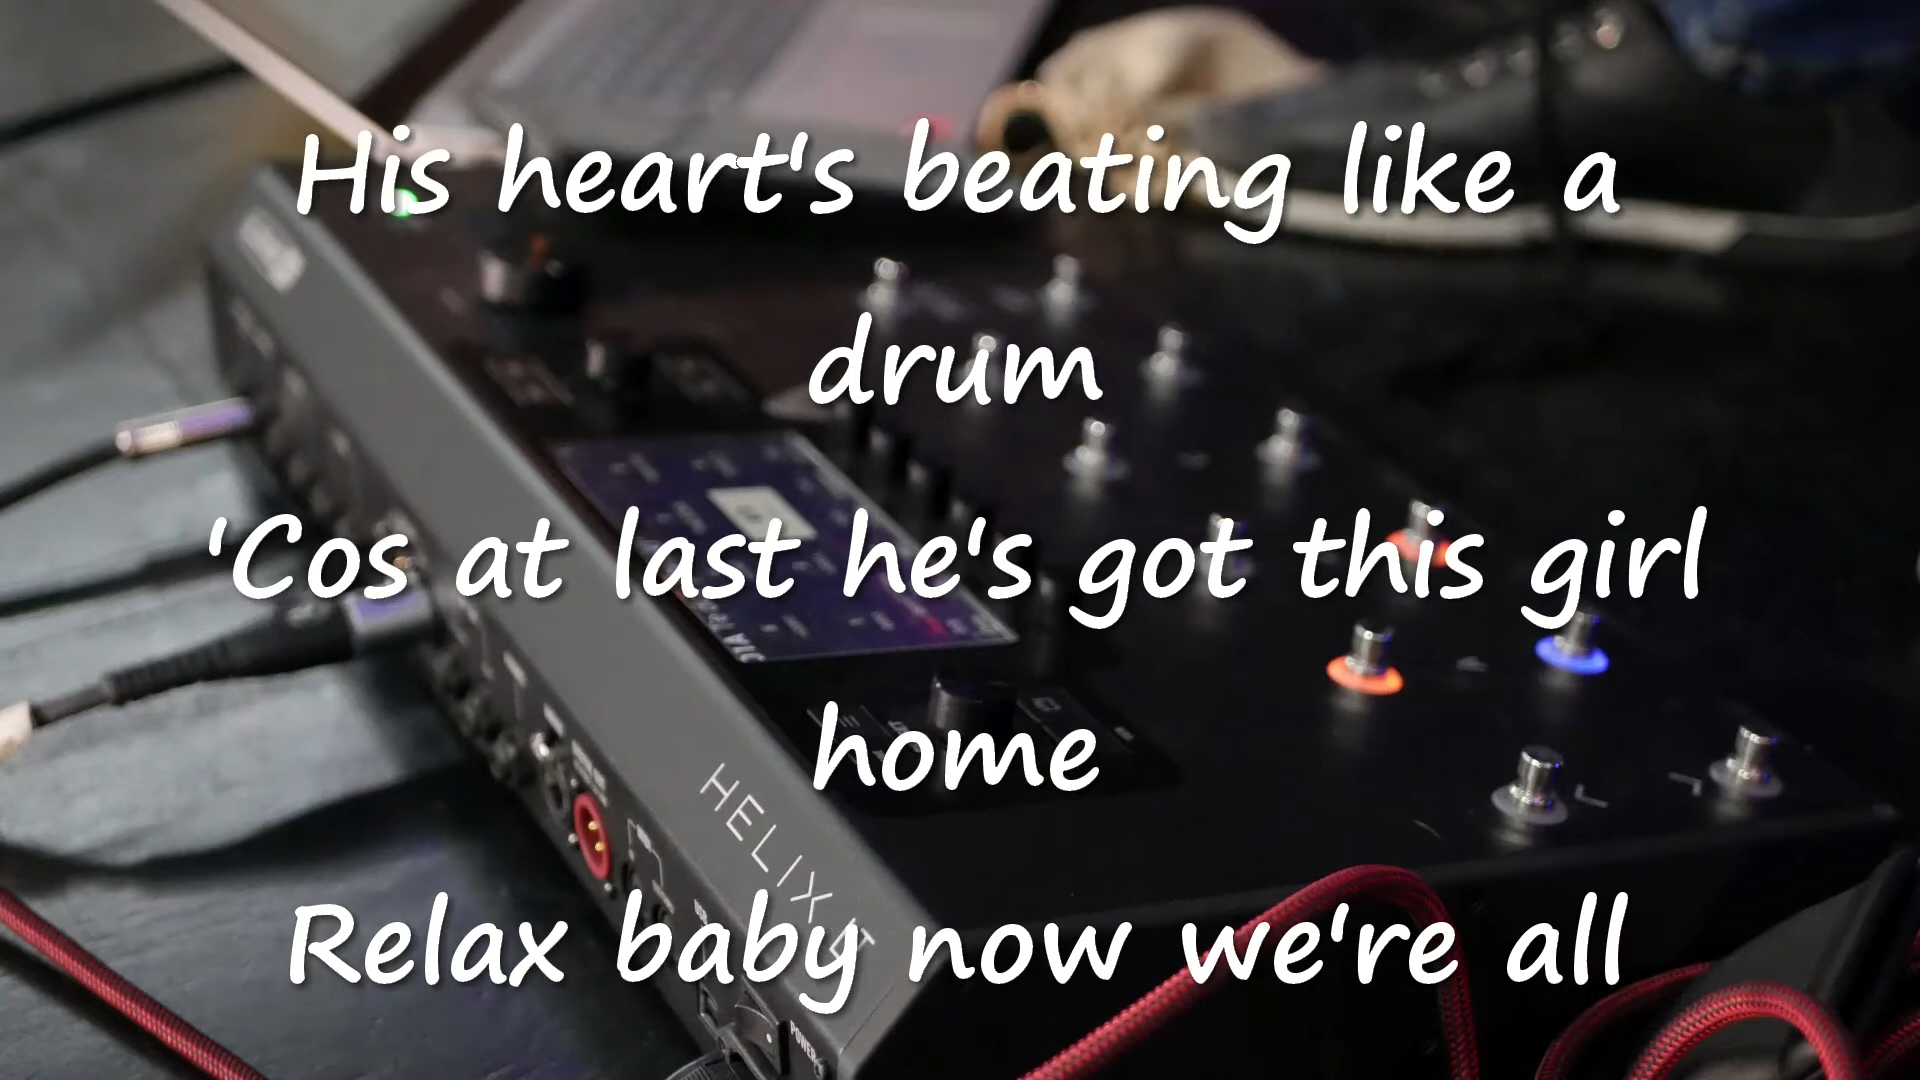 His heart's beating like a
drum
'Cos at last he's got this girl
home
Relax baby now we're all
HELIX
POWER